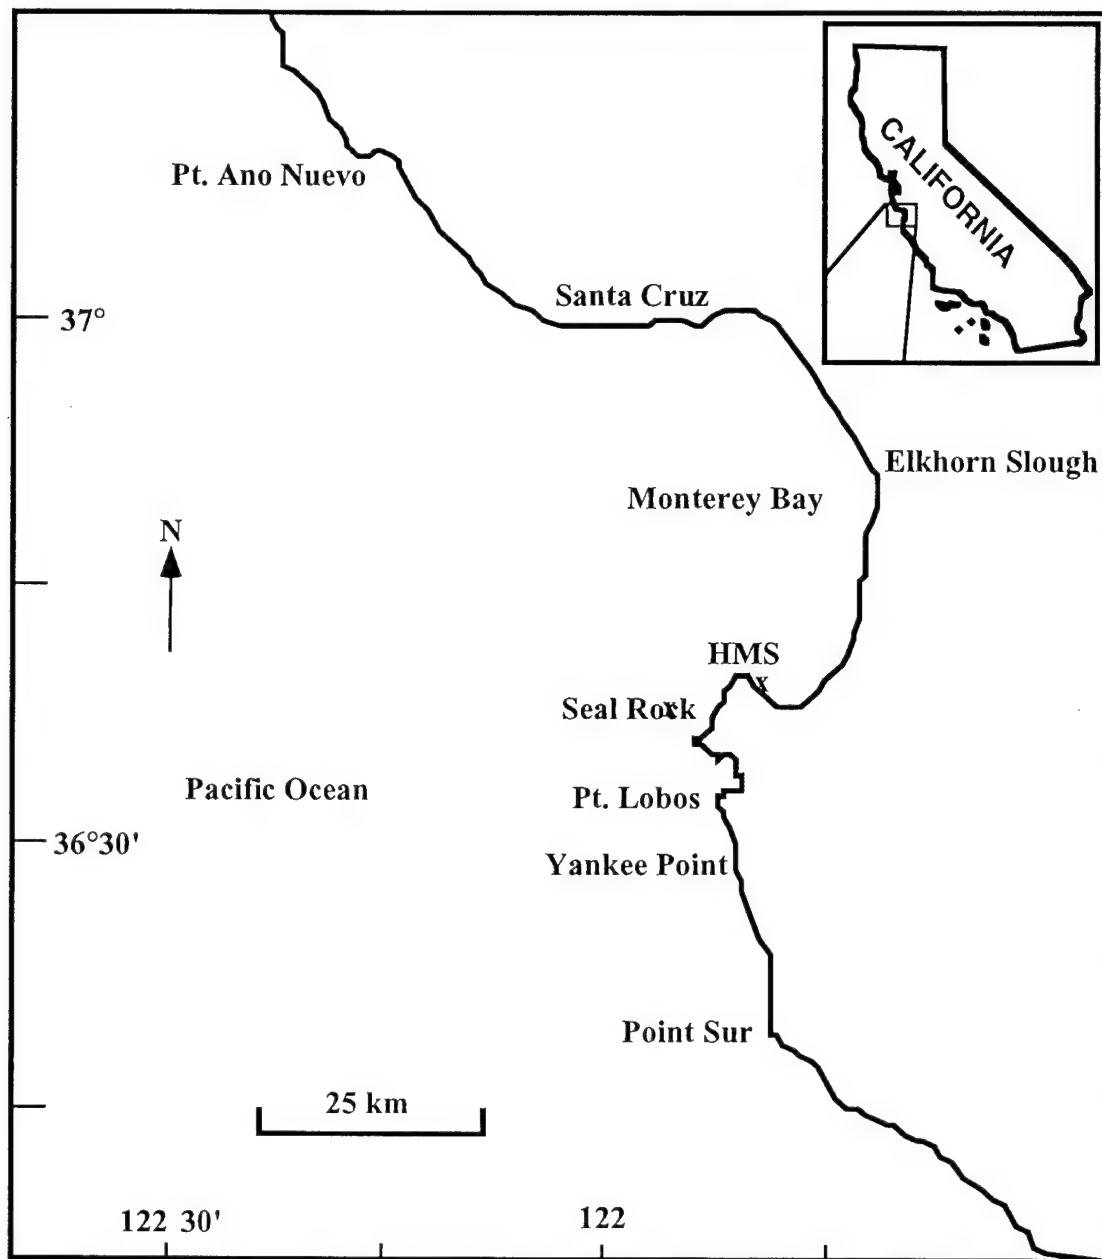 Pt. Ano Nuevo
CALIFORNIA
Santa Cruz
37°
Elkhorn Slough
Monterey Bay
N
HMS
x
Seal Rock
x
Pacific Ocean
Pt. Lobos
36°30'
Yankee Point
Point Sur
25 km
122 30'
122